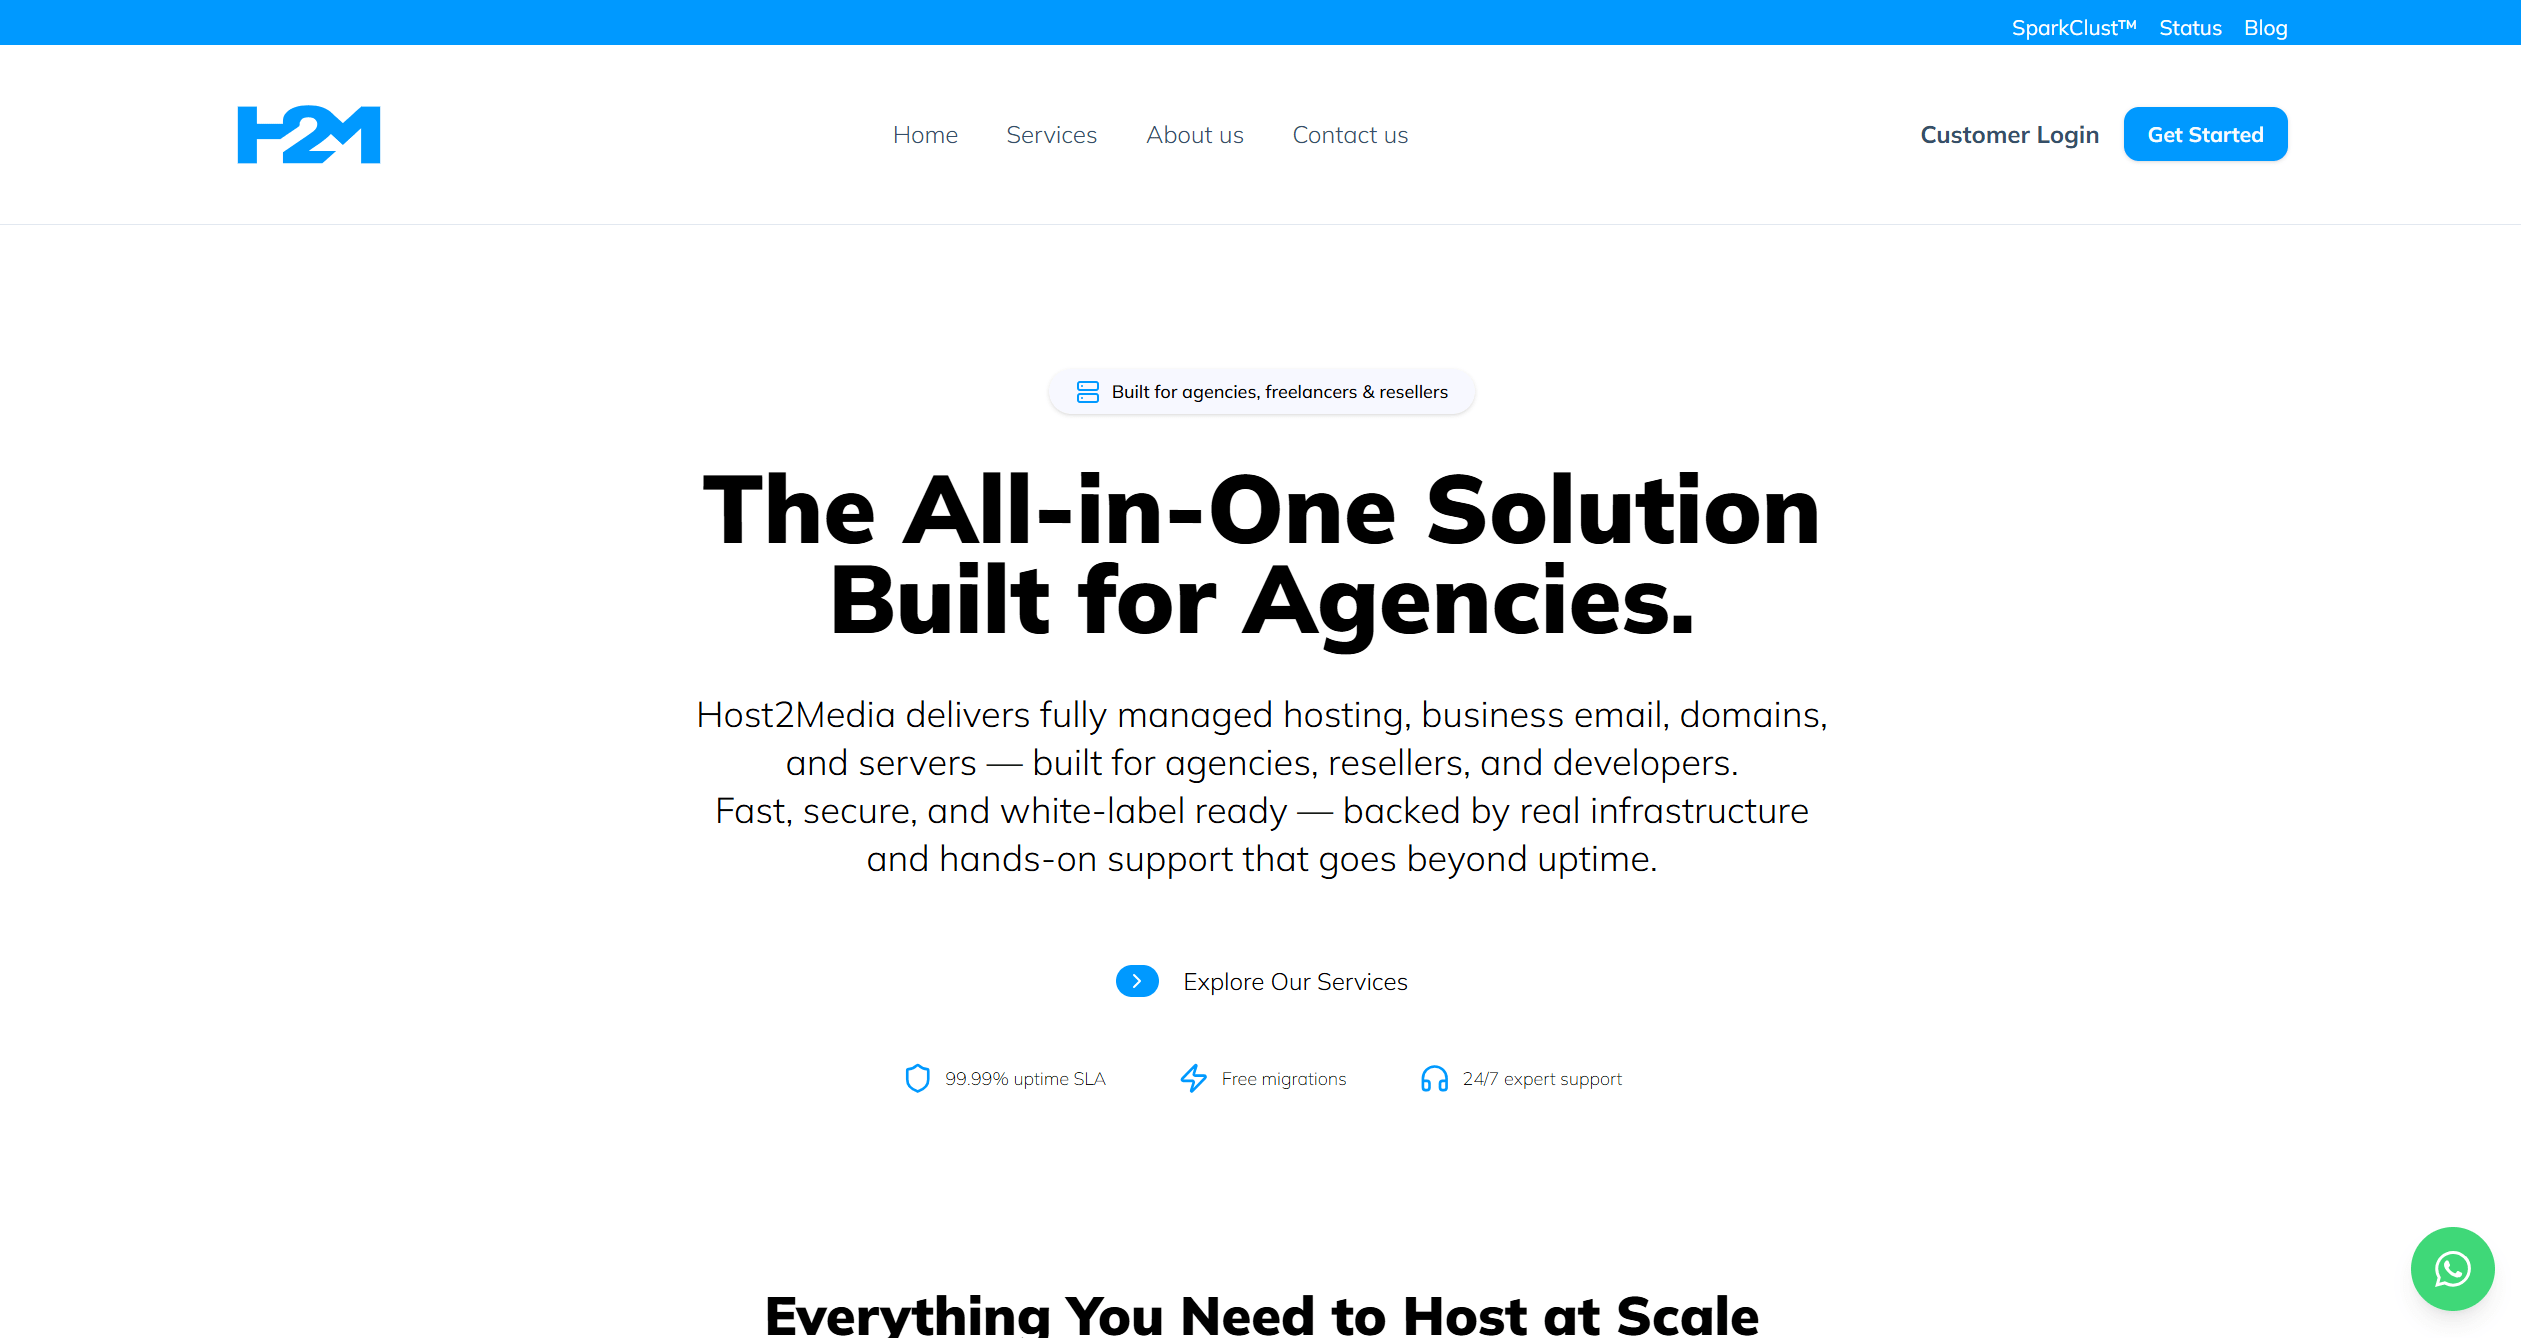 SparkClust™ Status Blog
H2M
Home Services About us Contact us
Customer Login Get Started
Built for agencies, freelancers & resellers
The All-in-One Solution
Built for Agencies.
Host2Media delivers fully managed hosting, business email, domains,
and servers — built for agencies, resellers, and developers.
Fast, secure, and white-label ready — backed by real infrastructure
and hands-on support that goes beyond uptime.
Explore Our Services
99.99% uptime SLA Free migrations 24/7 expert support
Everything You Need to Host at Scale